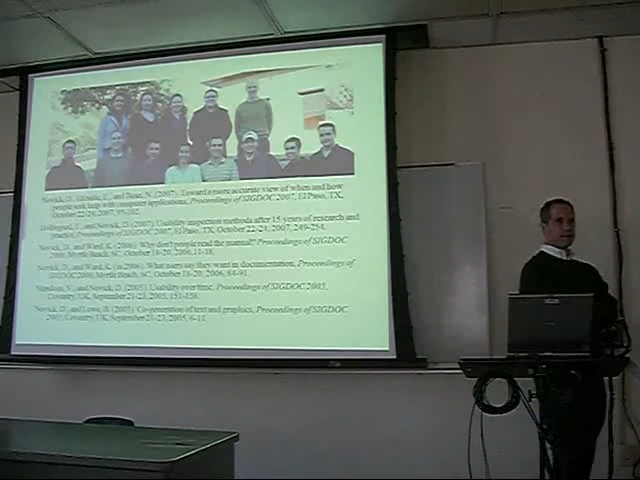 Novick, D., Elizalde, E., and Bean, N. (2007). Toward a more accurate view of when and how
people seek help with computer applications, Proceedings of SIGDOC 2007, El Paso, TX,
October 22-24, 2007, 95-102.
Hollingsed, T., and Novick, D. (2007). Usability inspection methods after 15 years of research and
practice, Proceedings of SIGDOC 2007, El Paso, TX, October 22-24, 2007, 249-254.
Novick, D., and Ward, K. (2006). Why don't people read the manual? Proceedings of SIGDOC
2006, Myrtle Beach, SC, October 18-20, 2006, 11-18.
Novick, D., and Ward, K. (2006). What users say they want in documentation, Proceedings of
SIGDOC 2006, Myrtle Beach, SC, October 18-20, 2006, 84-91.
and Novick, D. (2005). Usability over time, Proceedings of SIGDOC 2005,
Coventry, UK, September 21-23, 2005, 151-158.
Novick, D., and Lowe, B. (2005). Co-generation of text and graphics, Proceedings of SIGDOC
2005, Coventry, UK, September 21-23, 2005, 6-11.